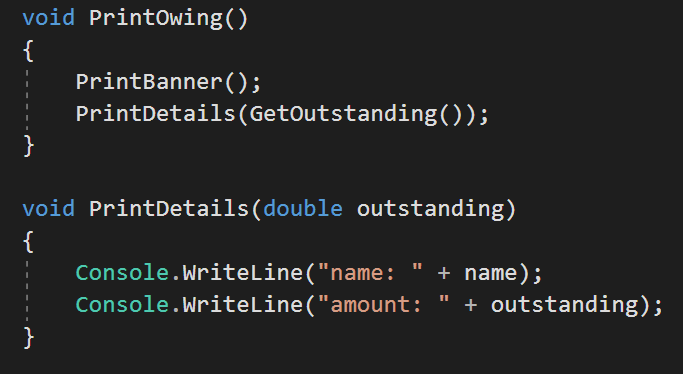 void PrintOwing()
{
    PrintBanner();
    PrintDetails(GetOutstanding());
}

void PrintDetails(double outstanding)
{
    Console.WriteLine("name: " + name);
    Console.WriteLine("amount: " + outstanding);
}